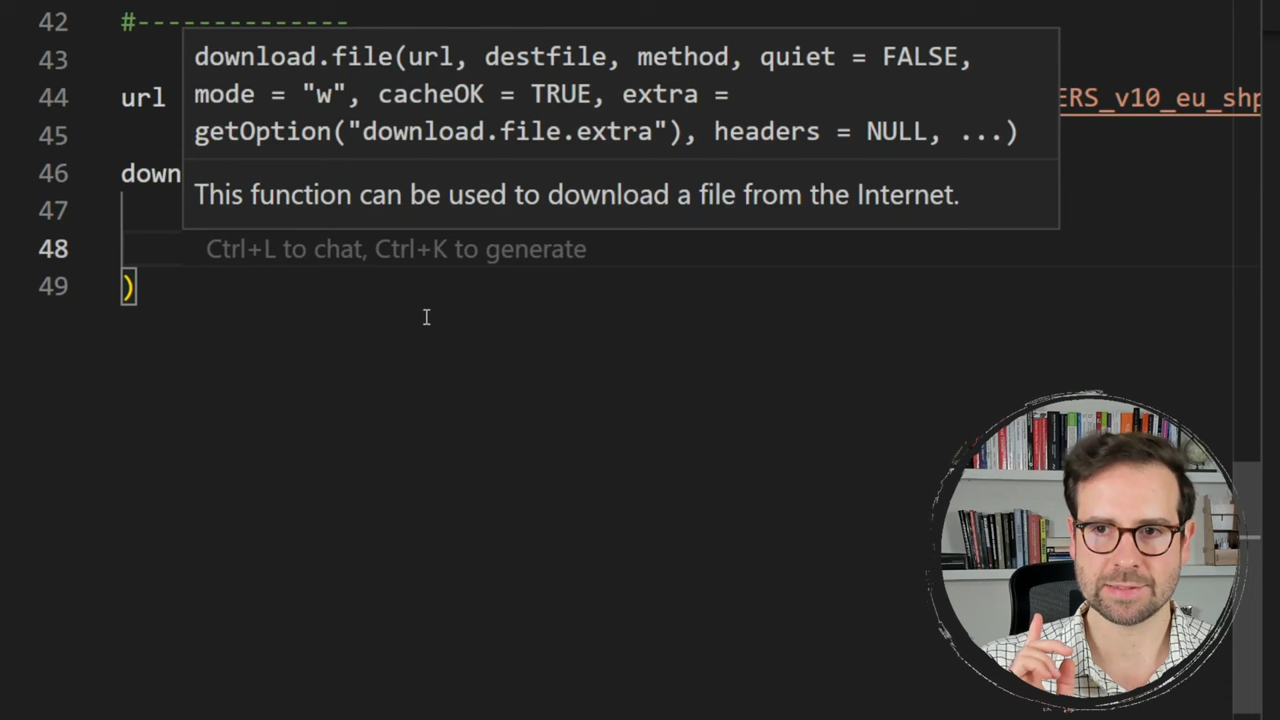 42 #--------------
43
download.file(url, destfile, method, quiet = FALSE,
mode = "w", cacheOK = TRUE, extra =
getOption("download.file.extra"), headers = NULL, ...)
This function can be used to download a file from the Internet.
44 url ERS_v10_eu_shp
45
46 down
47
48 Ctrl+L to chat, Ctrl+K to generate
49 )